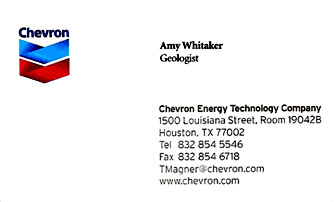 Chevron
Amy Whitaker
Geologist
Chevron Energy Technology Company
1500 Louisiana Street, Room 19042B
Houston, TX 77002
Tel 832 854 5546
Fax 832 854 6718
TMagner@chevron.com
www.chevron.com